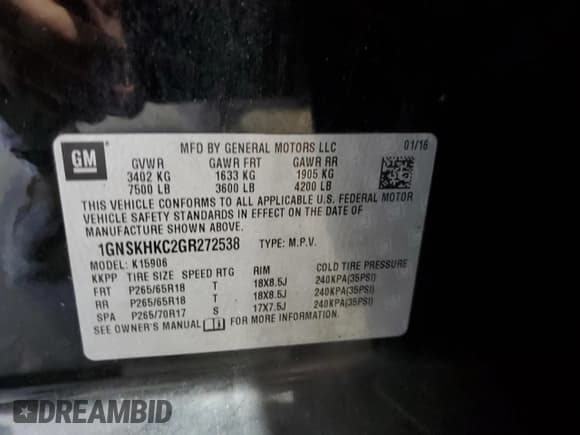 GM
MFD BY GENERAL MOTORS LLC 01/16
GVWR GAWR FRT GAWR RR
3402 KG 1633 KG 1905 KG
7500 LB 3600 LB 4200 LB
THIS VEHICLE CONFORMS TO ALL APPLICABLE U.S. FEDERAL MOTOR
VEHICLE SAFETY STANDARDS IN EFFECT ON THE DATE OF
MANUFACTURE SHOWN ABOVE.
1GNSKHKC2GR272538 TYPE: M.P.V.
MODEL: K15906
KKPP TIRE SIZE SPEED RTG RIM COLD TIRE PRESSURE
FRT P265/65R18 T 18X8.5J 240KPA(35PSI)
RR P265/65R18 T 18X8.5J 240KPA(35PSI)
SPA P265/70R17 S 17X7.5J 240KPA(35PSI)
SEE OWNER'S MANUAL FOR MORE INFORMATION.
DREAMBID